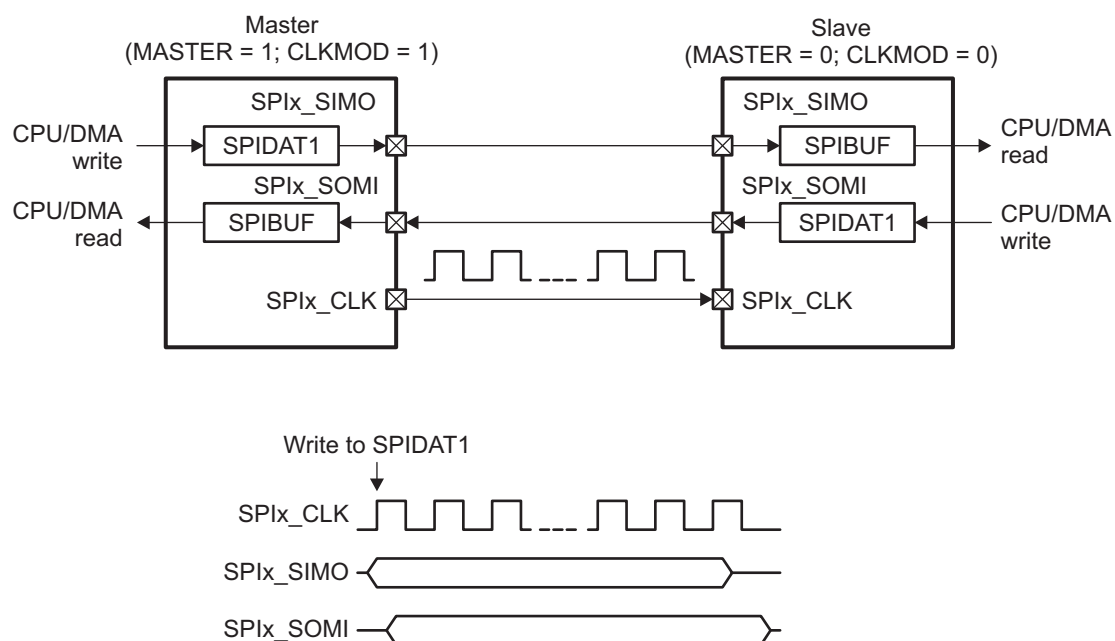 Master
(MASTER = 1; CLKMOD = 1)
Slave
(MASTER = 0; CLKMOD = 0)
SPIx_SIMO
SPIx_SIMO
CPU/DMA
write
SPIDAT1
SPIBUF
CPU/DMA
read
SPIx_SOMI
SPIx_SOMI
CPU/DMA
read
SPIBUF
SPIDAT1
CPU/DMA
write
SPIx_CLK
SPIx_CLK
Write to SPIDAT1
SPIx_CLK
SPIx_SIMO
SPIx_SOMI